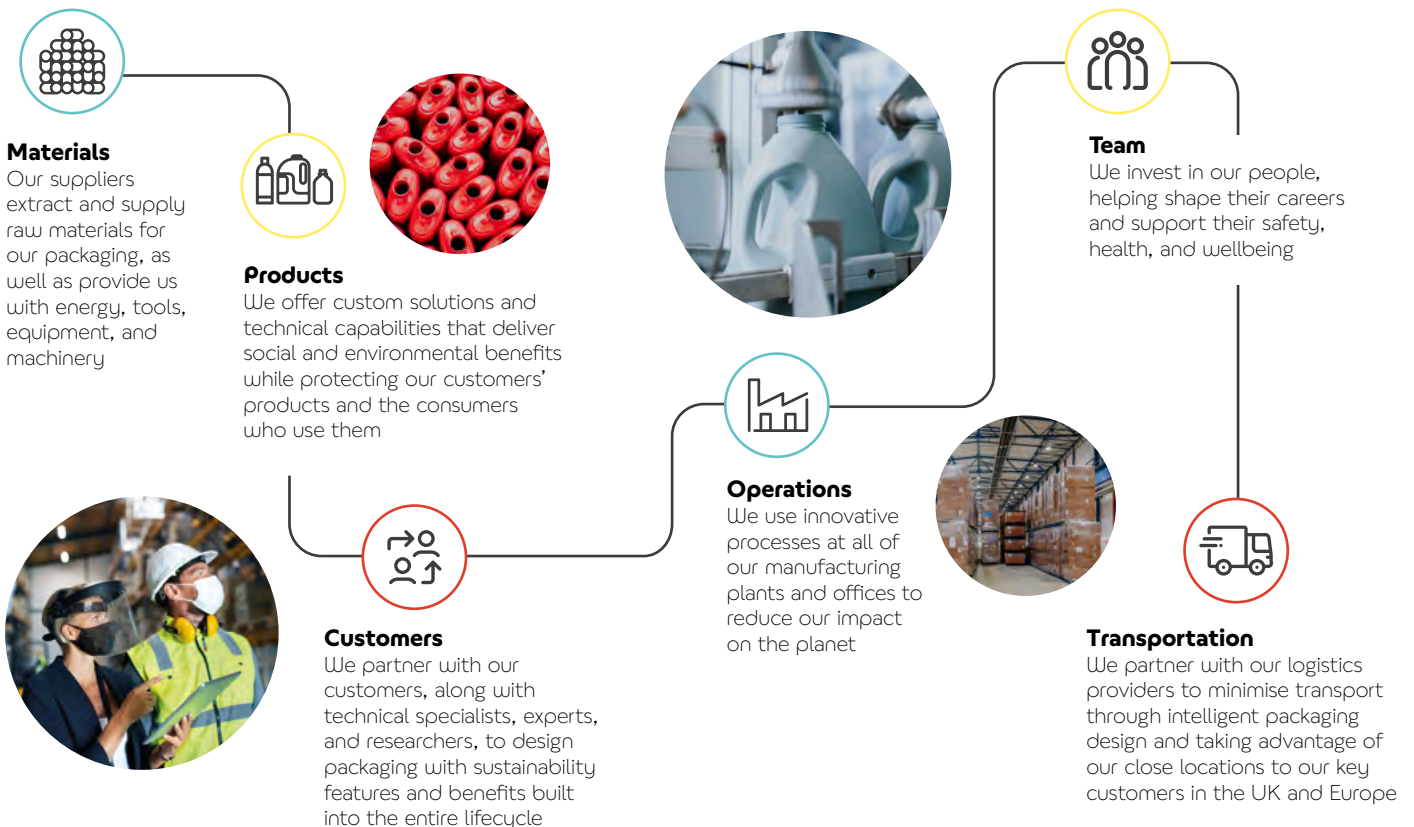 Materials
Our suppliers
extract and supply
raw materials for
our packaging, as
well as provide us
with energy, tools,
equipment, and
machinery
Products
We offer custom solutions and
technical capabilities that deliver
social and environmental benefits
while protecting our customers’
products and the consumers
who use them
Customers
We partner with our
customers, along with
technical specialists, experts,
and researchers, to design
packaging with sustainability
features and benefits built
into the entire lifecycle
Operations
We use innovative
processes at all of
our manufacturing
plants and offices to
reduce our impact
on the planet
Team
We invest in our people,
helping shape their careers
and support their safety,
health, and wellbeing
Transportation
We partner with our logistics
providers to minimise transport
through intelligent packaging
design and taking advantage of
our close locations to our key
customers in the UK and Europe